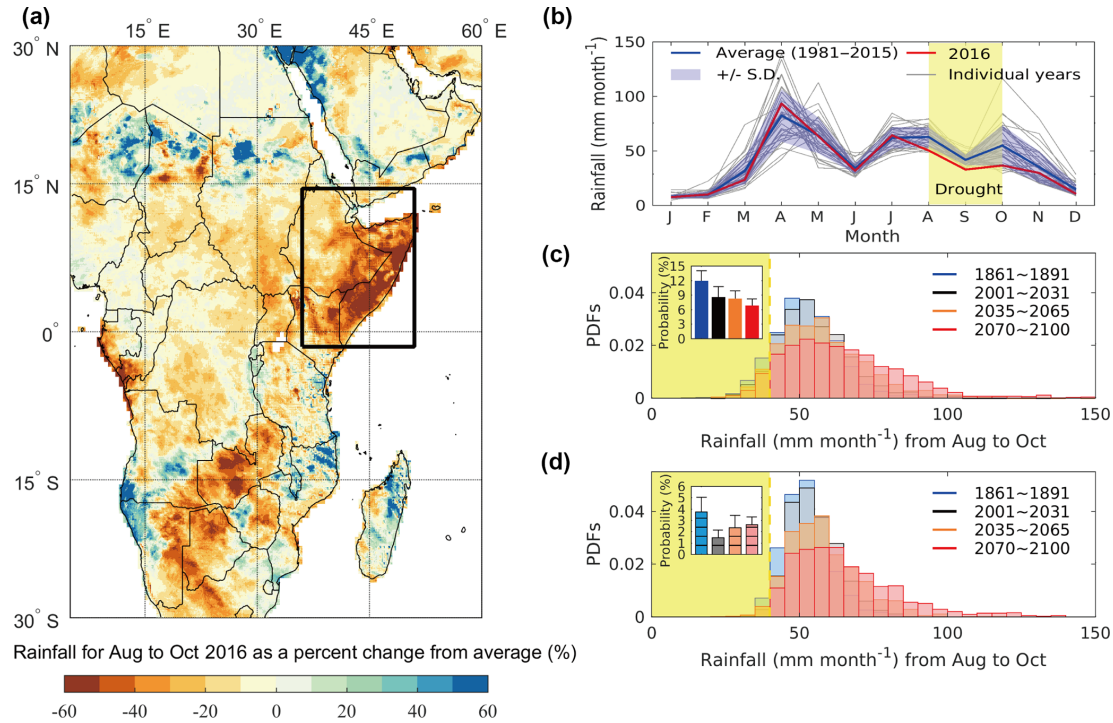 (a)
15° E 30° E 45° E 60° E
30° N
15° N
0°
15° S
30° S
Rainfall for Aug to Oct 2016 as a percent change from average (%)
-60 -40 -20 0 20 40 60
(b)
Rainfall (mm month-1)
150
100
50
0
Average (1981–2015)
+/- S.D.
2016
Individual years
Drought
J F M A M J J A S O N D
Month
(c)
PDFs
0.04
0.02
0
Probability (%)
15
12
9
6
3
0
1861~1891
2001~2031
2035~2065
2070~2100
0 50 100 150
Rainfall (mm month-1) from Aug to Oct
(d)
PDFs
0.04
0.02
0
Probability (%)
6
5
4
3
2
1
0
1861~1891
2001~2031
2035~2065
2070~2100
0 50 100 150
Rainfall (mm month-1) from Aug to Oct